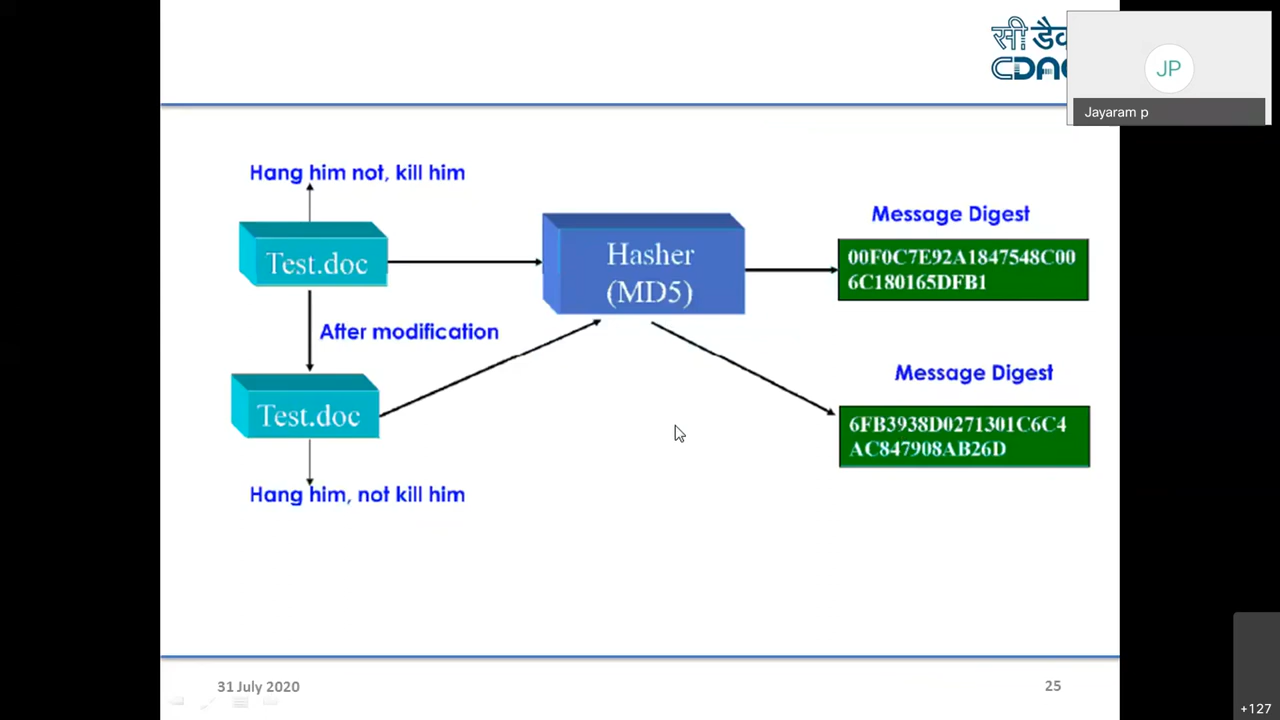 सी डैक
CDAC
JP
Jayaram p
Hang him not, kill him
Test.doc
After modification
Test.doc
Hang him, not kill him
Hasher
(MD5)
Message Digest
00F0C7E92A1847548C00
6C180165DFB1
Message Digest
6FB3938D0271301C6C4
AC847908AB26D
31 July 2020
25
+127